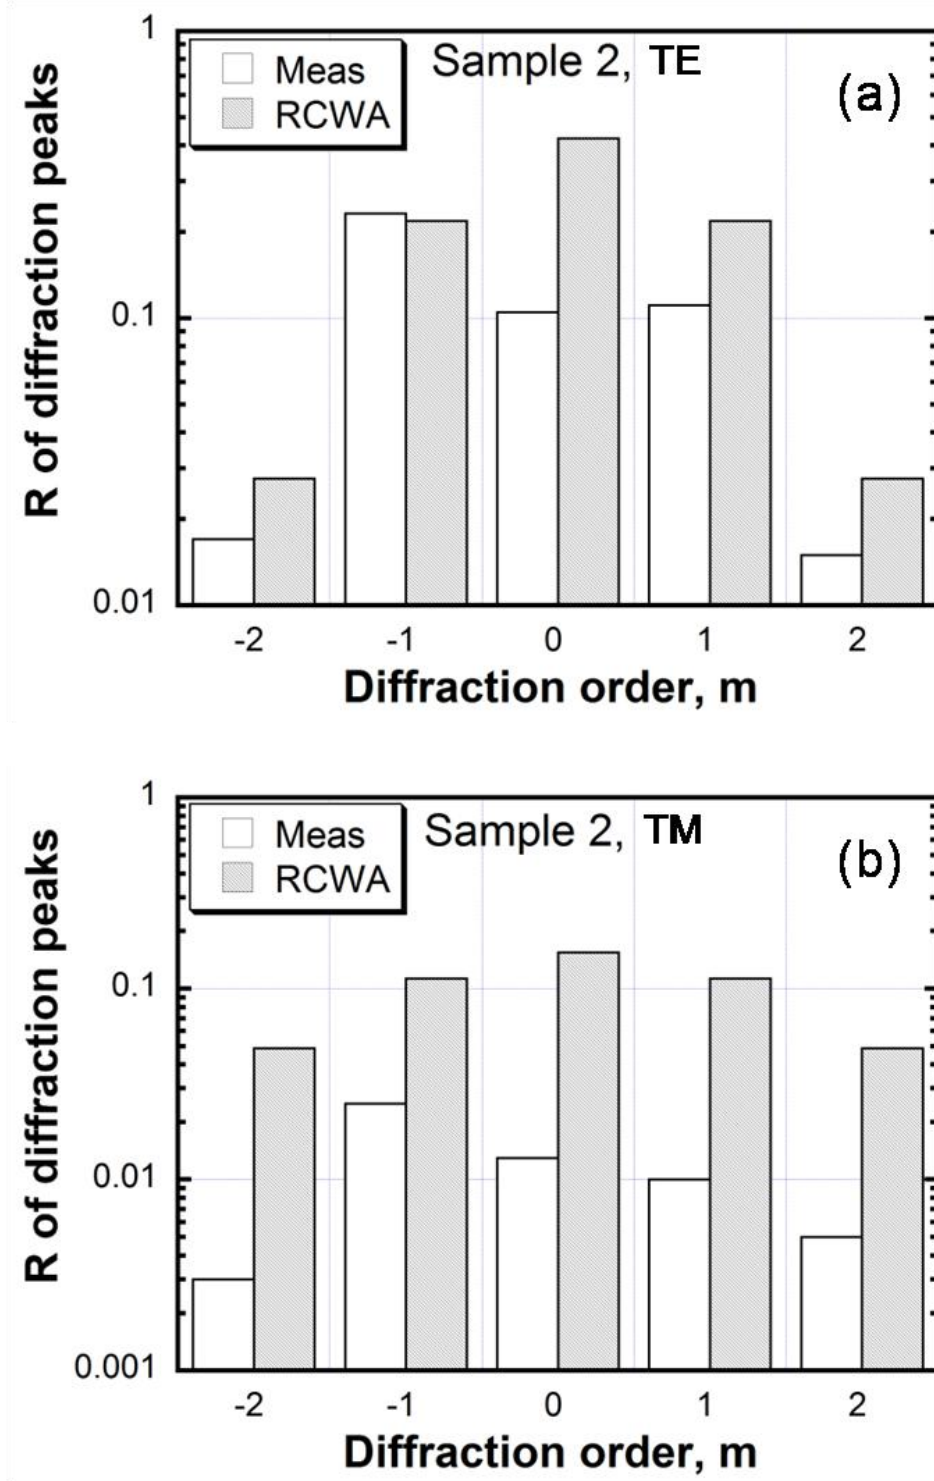 1
Meas
RCWA
Sample 2, TE
(a)
R of diffraction peaks
0.1
0.01
-2 -1 0 1 2
Diffraction order, m
1
Meas
RCWA
Sample 2, TM
(b)
R of diffraction peaks
0.1
0.01
0.001
-2 -1 0 1 2
Diffraction order, m